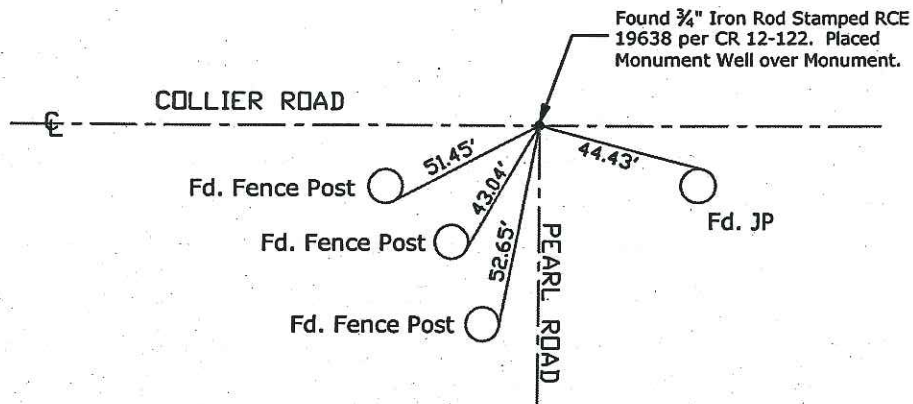 Found ¾" Iron Rod Stamped RCE
19638 per CR 12-122. Placed
Monument Well over Monument.
COLLIER ROAD
℄
51.45'
44.43'
Fd. Fence Post
43.04'
Fd. JP
Fd. Fence Post
52.65'
PEARL ROAD
Fd. Fence Post